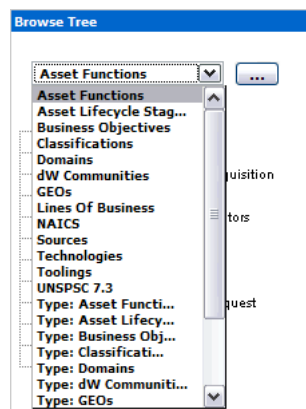 Browse Tree
Asset Functions
...
Asset Functions
Asset Lifecycle Stag...
Business Objectives
Classifications
Domains
dW Communities
uisition
GEOs
Lines Of Business
tors
NAICS
Sources
Technologies
Toolings
UNSPSC 7.3
Type: Asset Functi...
quest
Type: Asset Lifecy...
Type: Business Obj...
Type: Classificati...
Type: Domains
Type: dW Communiti...
Type: GEOs